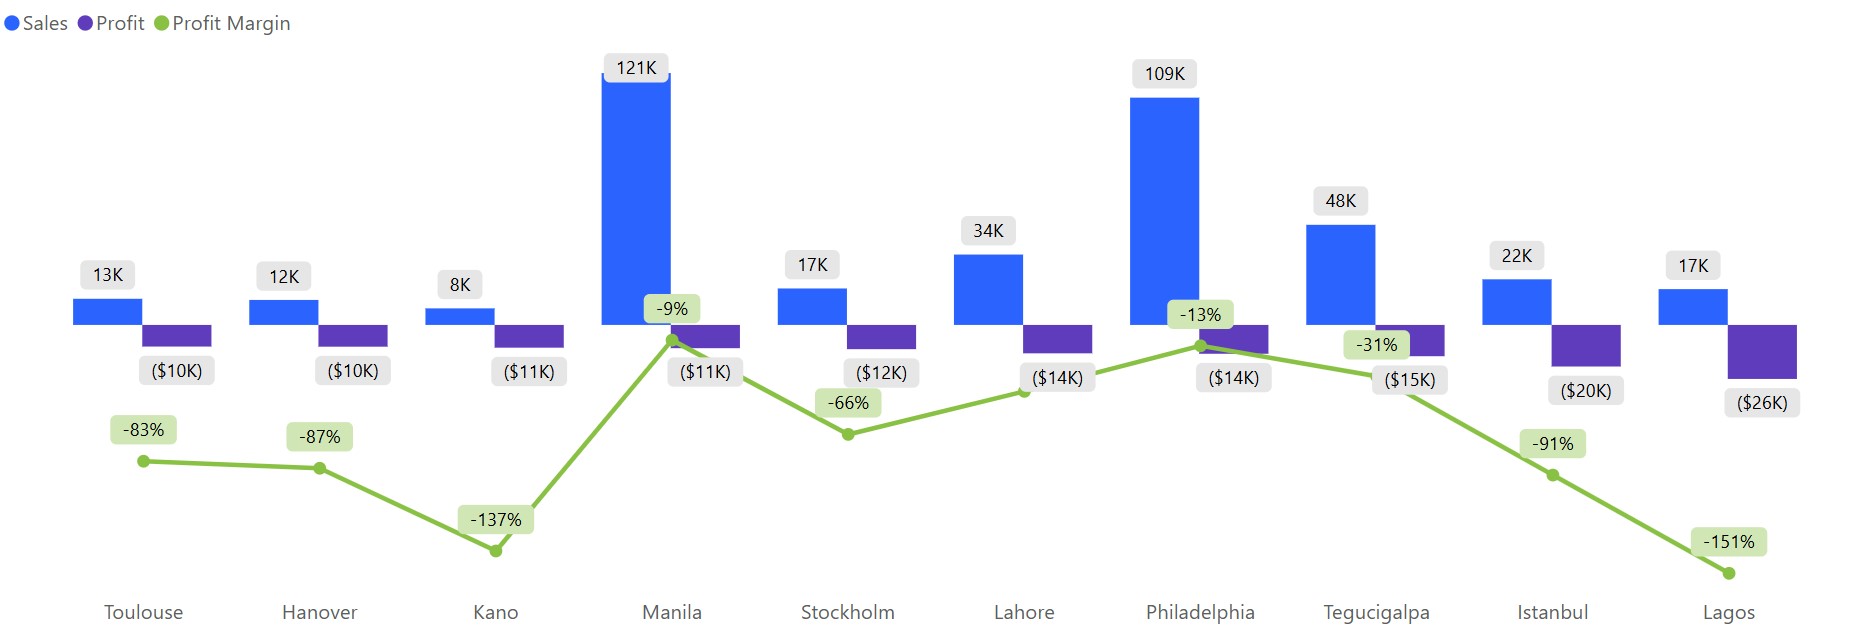 Sales Profit Profit Margin
121K
109K
48K
34K
22K
17K
17K
13K
12K
8K
-9%
-13%
-31%
($10K)
($10K)
($11K)
($11K)
($12K)
($14K)
($14K)
($15K)
($20K)
($26K)
-66%
-83%
-87%
-91%
-137%
-151%
Toulouse Hanover Kano Manila Stockholm Lahore Philadelphia Tegucigalpa Istanbul Lagos